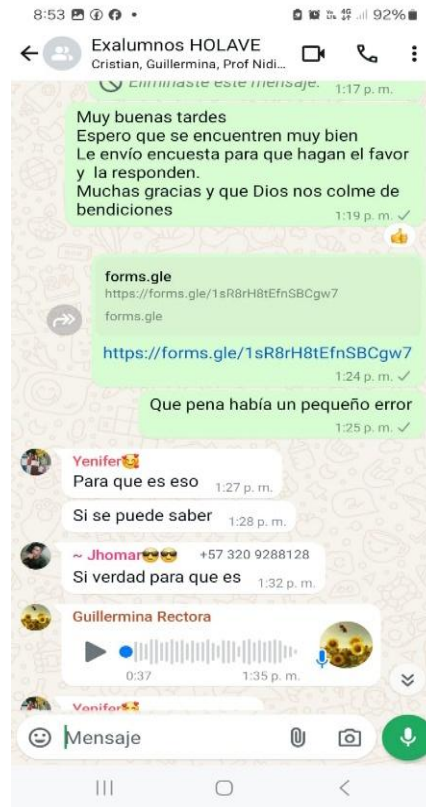 8:53
4G
92%
Exalumnos HOLAVE
Cristian, Guillermina, Prof Nidi...
Eliminaste este mensaje. 1:17 p. m.
Muy buenas tardes
Espero que se encuentren muy bien
Le envío encuesta para que hagan el favor
y la responden.
Muchas gracias y que Dios nos colme de
bendiciones
1:19 p. m.
forms.gle
https://forms.gle/1sR8rH8tEfnSBCgw7
forms.gle
https://forms.gle/1sR8rH8tEfnSBCgw7
1:24 p. m.
Que pena había un pequeño error
1:25 p. m.
Yenifer
Para que es eso 1:27 p. m.
Si se puede saber 1:28 p. m.
~ Jhomar +57 320 9288128
Si verdad para que es 1:32 p. m.
Guillermina Rectora
0:37 1:35 p. m.
Yenifer
Mensaje